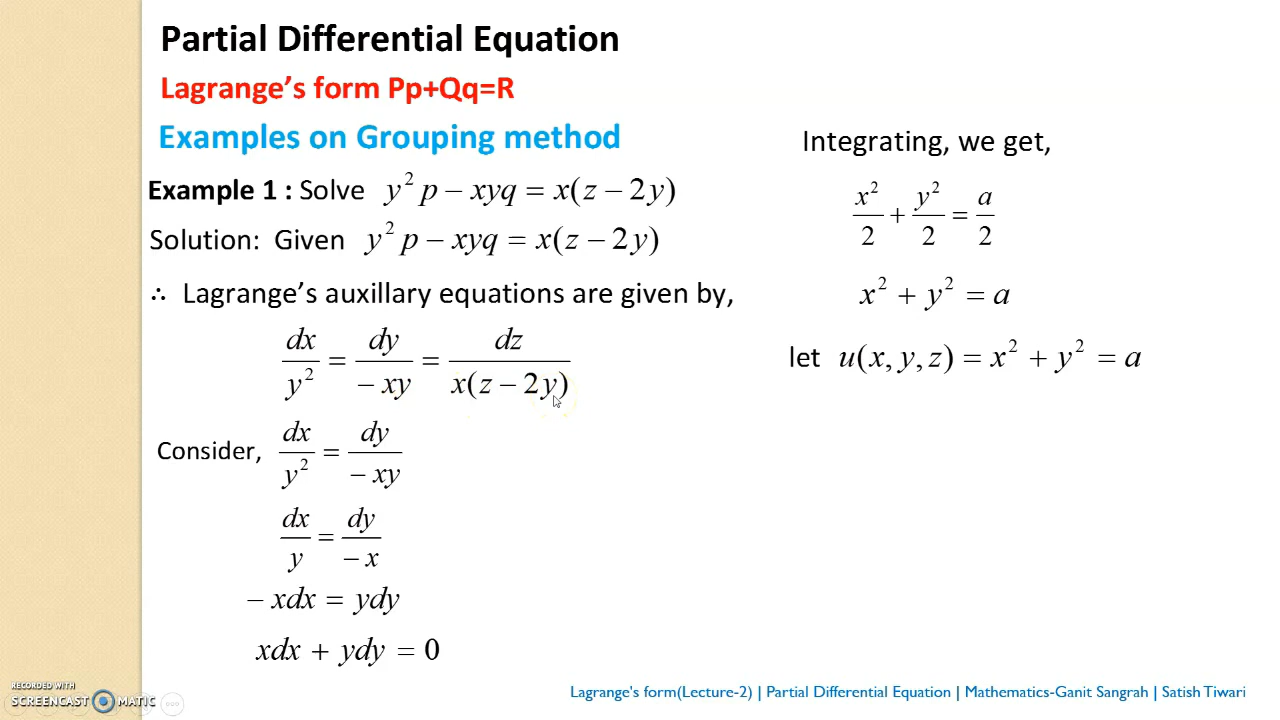 Partial Differential Equation
Lagrange's form Pp+Qq=R
Examples on Grouping method
Example 1 : Solve y² p − xyq = x(z − 2y)
Solution: Given y² p − xyq = x(z − 2y)
∴ Lagrange's auxillary equations are given by,
dx/y² = dy/− xy = dz/x(z − 2y)
Consider, dx/y² = dy/− xy
dx/y = dy/− x
− xdx = ydy
xdx + ydy = 0
Integrating, we get,
x²/2 + y²/2 = a/2
x² + y² = a
let u(x, y, z) = x² + y² = a
RECORDED WITH
SCREENCAST MATIC
Lagrange's form(Lecture-2) | Partial Differential Equation | Mathematics-Ganit Sangrah | Satish Tiwari